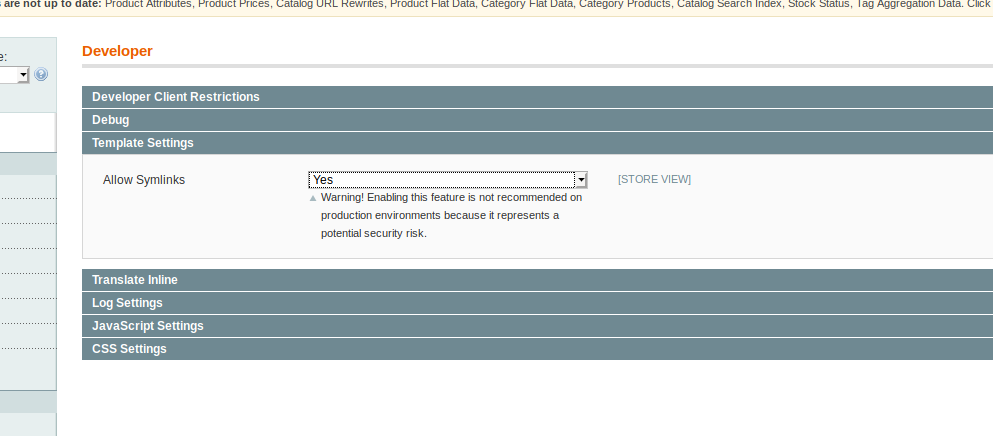 s are not up to date: Product Attributes, Product Prices, Catalog URL Rewrites, Product Flat Data, Category Flat Data, Category Products, Catalog Search Index, Stock Status, Tag Aggregation Data. Click
e:
Developer
Developer Client Restrictions
Debug
Template Settings
Allow Symlinks
Yes
[STORE VIEW]
Warning! Enabling this feature is not recommended on
production environments because it represents a
potential security risk.
Translate Inline
Log Settings
JavaScript Settings
CSS Settings